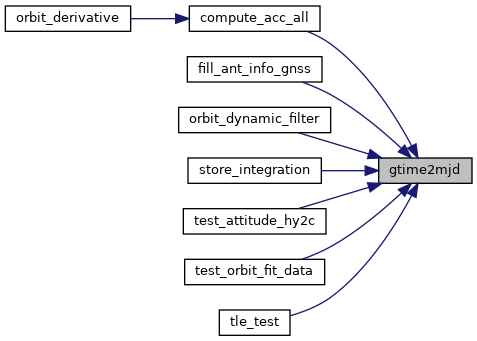 orbit_derivative
compute_acc_all
fill_ant_info_gnss
orbit_dynamic_filter
store_integration
gtime2mjd
test_attitude_hy2c
test_orbit_fit_data
tle_test